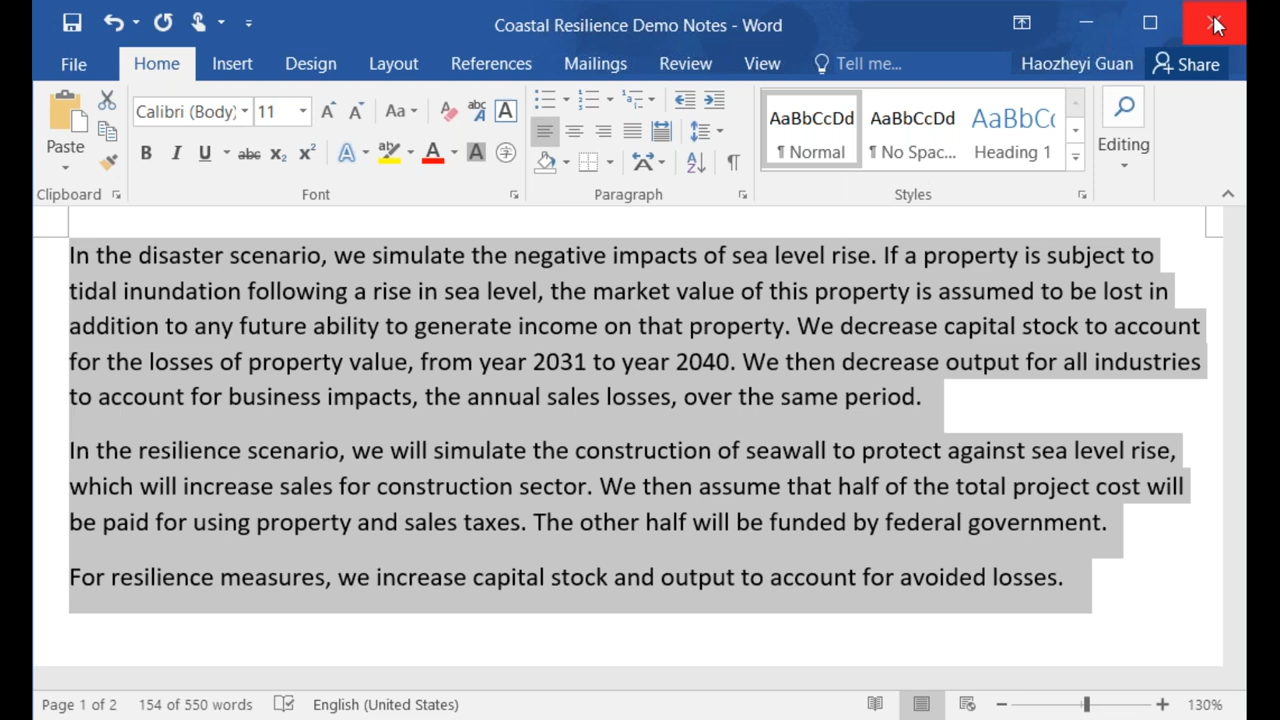 Coastal Resilience Demo Notes - Word
File Home Insert Design Layout References Mailings Review View Tell me... Haozheyi Guan Share
Calibri (Body) 11 Aa abc A
Paste
B I U abc X₂ X² A ab A A
AaBbCcDd AaBbCcDd AaBbCc
¶ Normal ¶ No Spac... Heading 1
Editing
Clipboard Font Paragraph Styles
In the disaster scenario, we simulate the negative impacts of sea level rise. If a property is subject to
tidal inundation following a rise in sea level, the market value of this property is assumed to be lost in
addition to any future ability to generate income on that property. We decrease capital stock to account
for the losses of property value, from year 2031 to year 2040. We then decrease output for all industries
to account for business impacts, the annual sales losses, over the same period.
In the resilience scenario, we will simulate the construction of seawall to protect against sea level rise,
which will increase sales for construction sector. We then assume that half of the total project cost will
be paid for using property and sales taxes. The other half will be funded by federal government.
For resilience measures, we increase capital stock and output to account for avoided losses.
Page 1 of 2 154 of 550 words English (United States) 130%